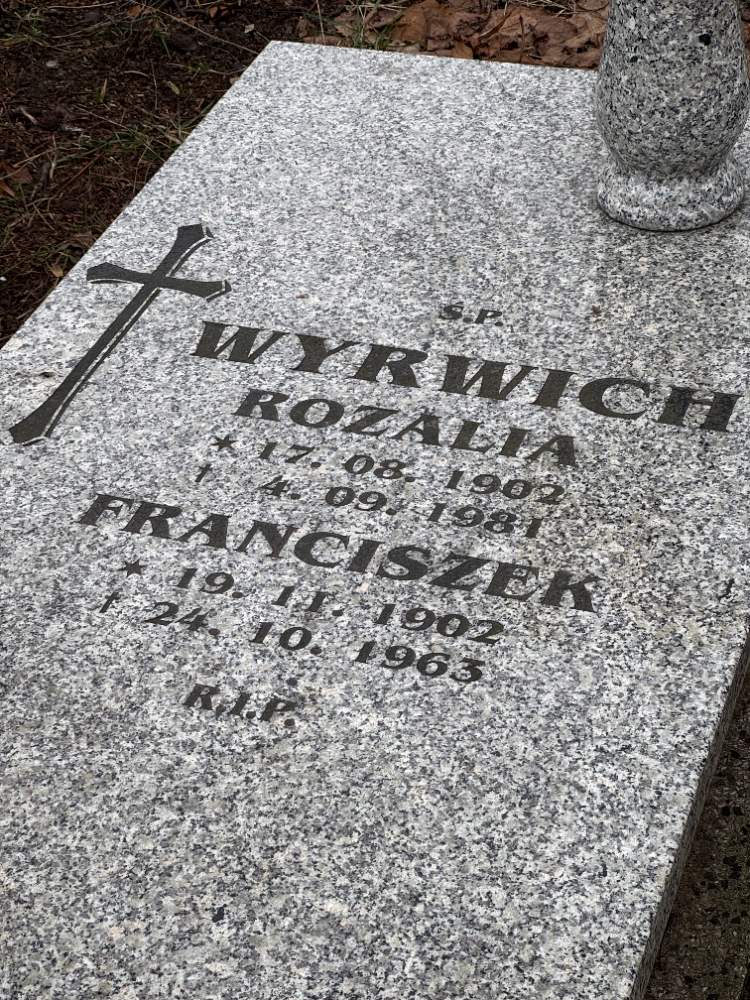 Ś.P.
WYRWICH
ROZALIA
* 17. 08. 1902
† 4. 09. 1981
FRANCISZEK
* 19. 11. 1902
† 24. 10. 1963
R.I.P.